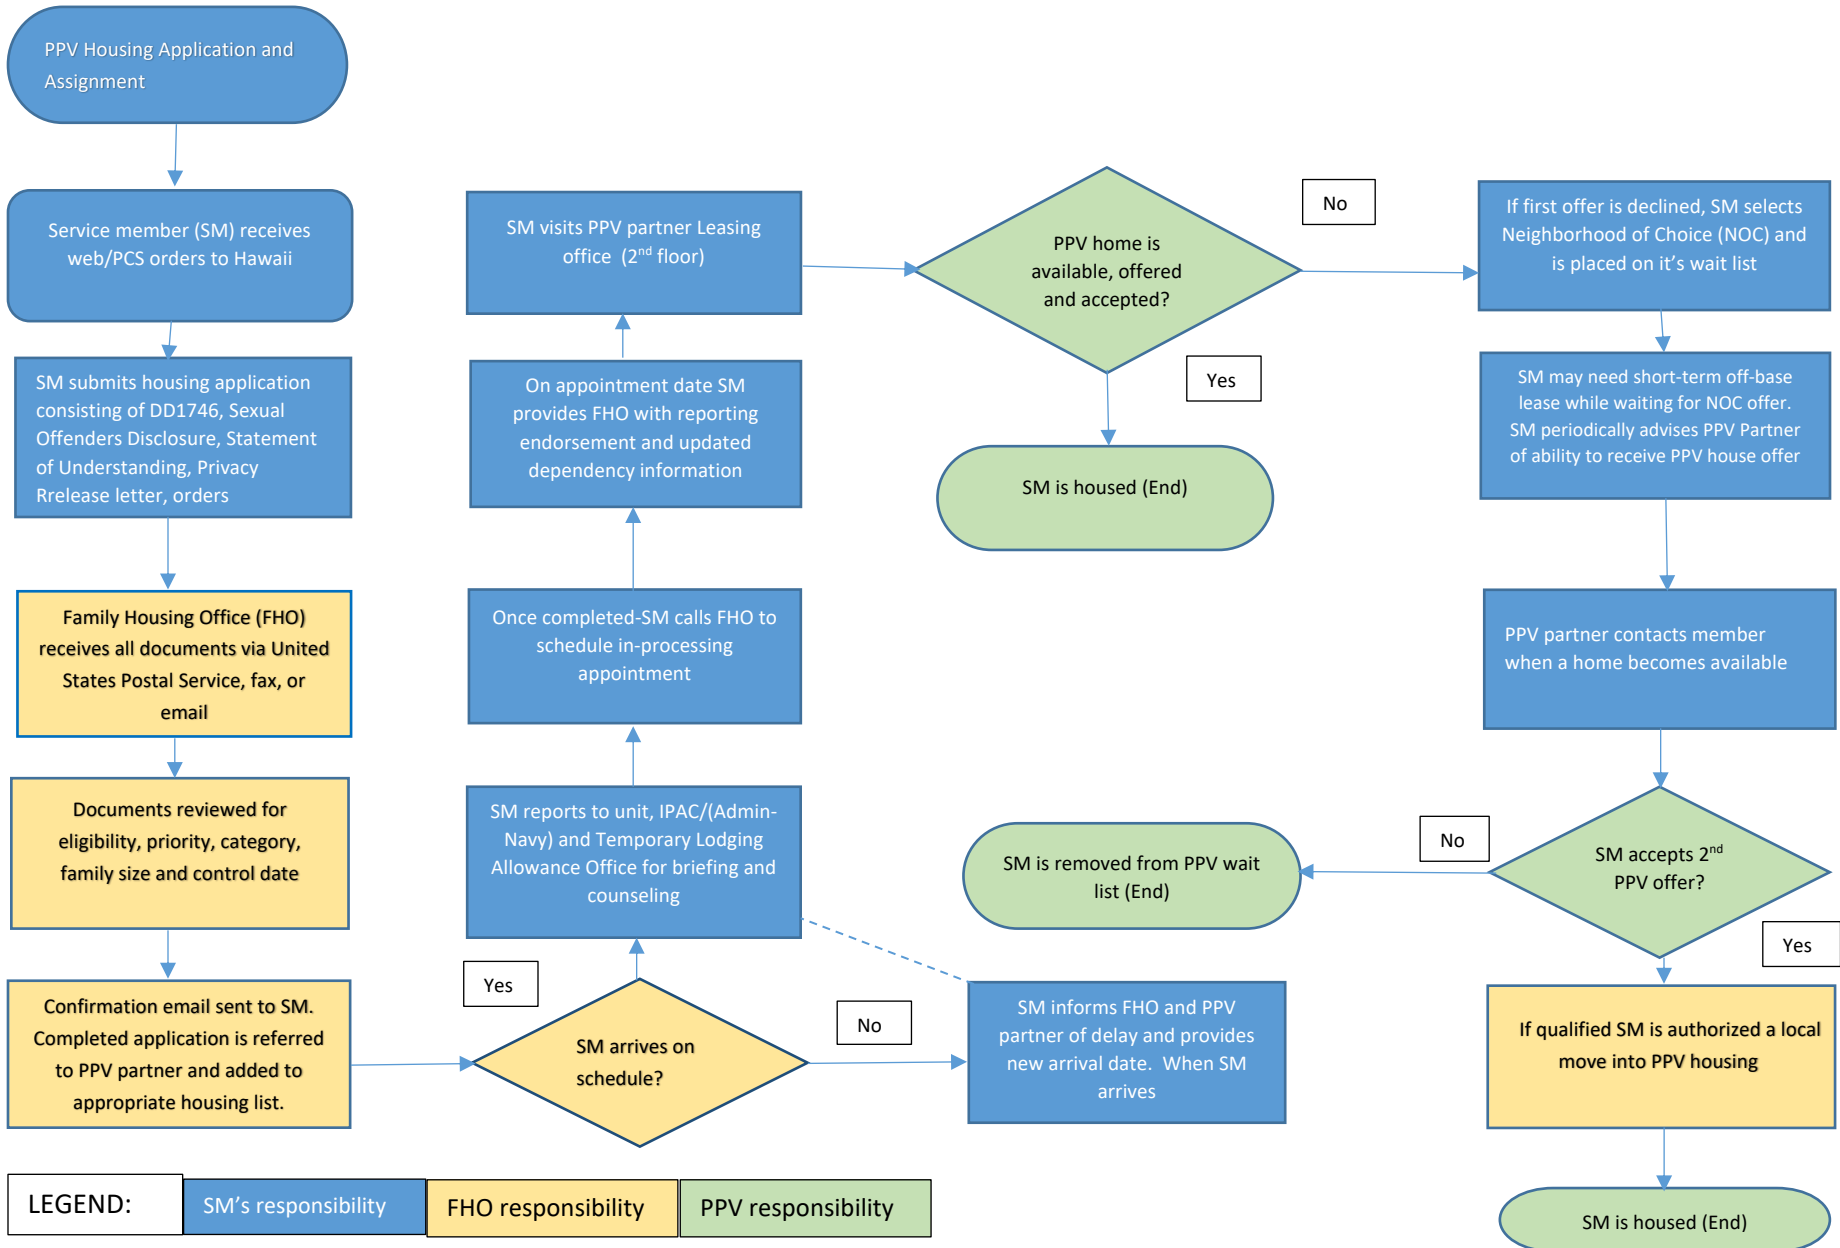 PPV Housing Application and
Assignment
Service member (SM) receives
web/PCS orders to Hawaii
SM submits housing application
consisting of DD1746, Sexual
Offenders Disclosure, Statement
of Understanding, Privacy
Rrelease letter, orders
Family Housing Office (FHO)
receives all documents via United
States Postal Service, fax, or
email
Documents reviewed for
eligibility, priority, category,
family size and control date
Confirmation email sent to SM.
Completed application is referred
to PPV partner and added to
appropriate housing list.
SM arrives on
schedule?
Yes
No
SM informs FHO and PPV
partner of delay and provides
new arrival date.  When SM
arrives
SM reports to unit, IPAC/(Admin-
Navy) and Temporary Lodging
Allowance Office for briefing and
counseling
Once completed-SM calls FHO to
schedule in-processing
appointment
On appointment date SM
provides FHO with reporting
endorsement and updated
dependency information
SM visits PPV partner Leasing
office  (2nd floor)
PPV home is
available, offered
and accepted?
No
Yes
SM is housed (End)
If first offer is declined, SM selects
Neighborhood of Choice (NOC) and
is placed on it’s wait list
SM may need short-term off-base
lease while waiting for NOC offer.
SM periodically advises PPV Partner
of ability to receive PPV house offer
PPV partner contacts member
when a home becomes available
SM accepts 2nd
PPV offer?
No
SM is removed from PPV wait
list (End)
Yes
If qualified SM is authorized a local
move into PPV housing
SM is housed (End)
LEGEND:
SM’s responsibility
FHO responsibility
PPV responsibility